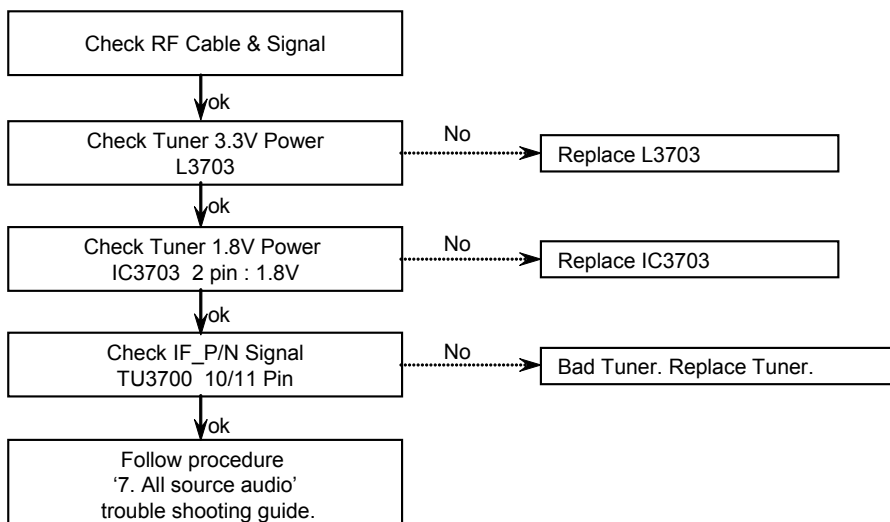 Check RF Cable & Signal
ok
Check Tuner 3.3V Power
L3703
No
Replace L3703
ok
Check Tuner 1.8V Power
IC3703 2 pin : 1.8V
No
Replace IC3703
ok
Check IF_P/N Signal
TU3700 10/11 Pin
No
Bad Tuner. Replace Tuner.
ok
Follow procedure
‘7. All source audio’
trouble shooting guide.